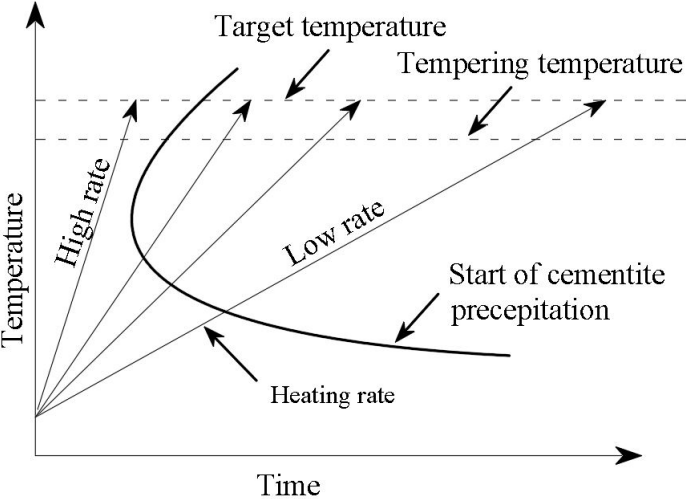 Target temperature
Tempering temperature
High rate
Low rate
Temperature
Start of cementite
precepitation
Heating rate
Time